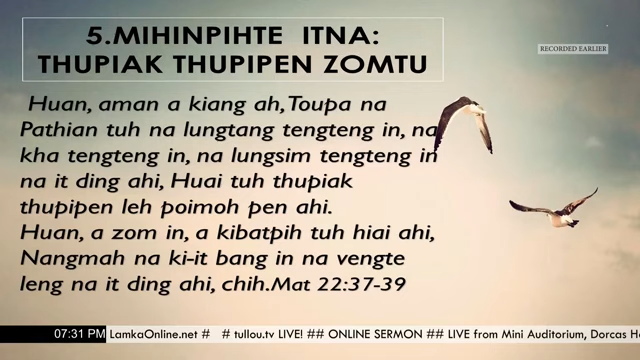 5.MIHINPIHTE ITNA:
THUPIAK THUPIPEN ZOMTU
RECORDED EARLIER
Huan, aman a kiang ah,Toupa na
Pathian tuh na lungtang tengteng in, na
kha tengteng in, na lungsim tengteng in
na it ding ahi, Huai tuh thupiak
thupipen leh poimoh pen ahi.
Huan, a zom in, a kibatpih tuh hiai ahi,
Nangmah na ki-it bang in na vengte
leng na it ding ahi, chih.Mat 22:37-39
07:31 PM LamkaOnline.net # # tullou.tv LIVE! ## ONLINE SERMON ## LIVE from Mini Auditorium, Dorcas